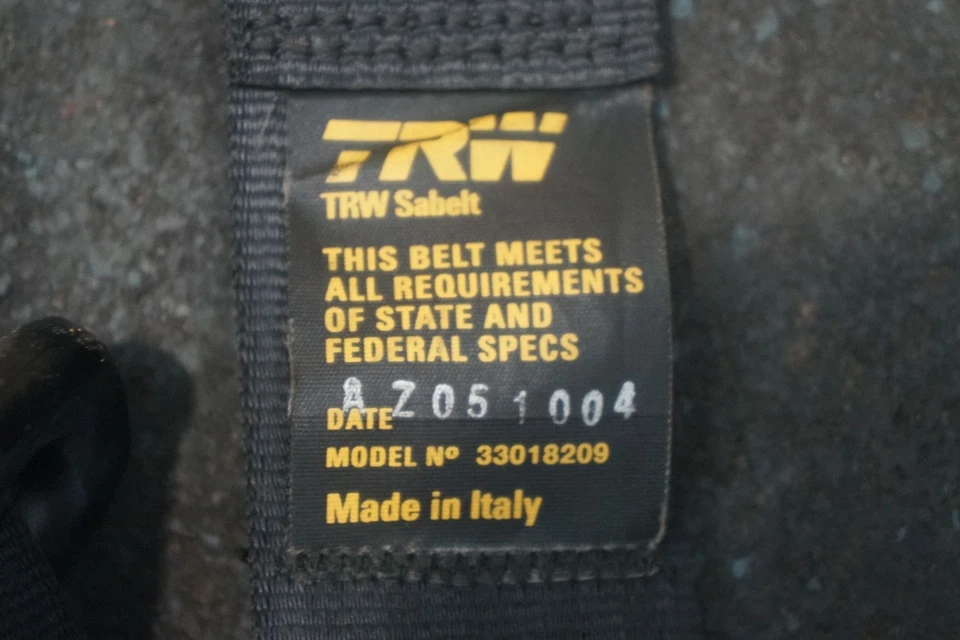 TRW
TRW Sabelt
THIS BELT MEETS
ALL REQUIREMENTS
OF STATE AND
FEDERAL SPECS
DATE AZ051004
MODEL Nº 33018209
Made in Italy